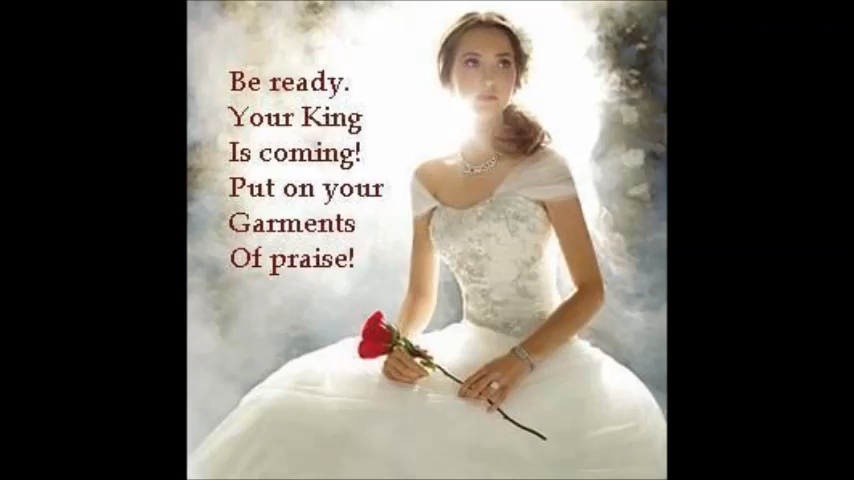 Be ready.
Your King
Is coming!
Put on your
Garments
Of praise!